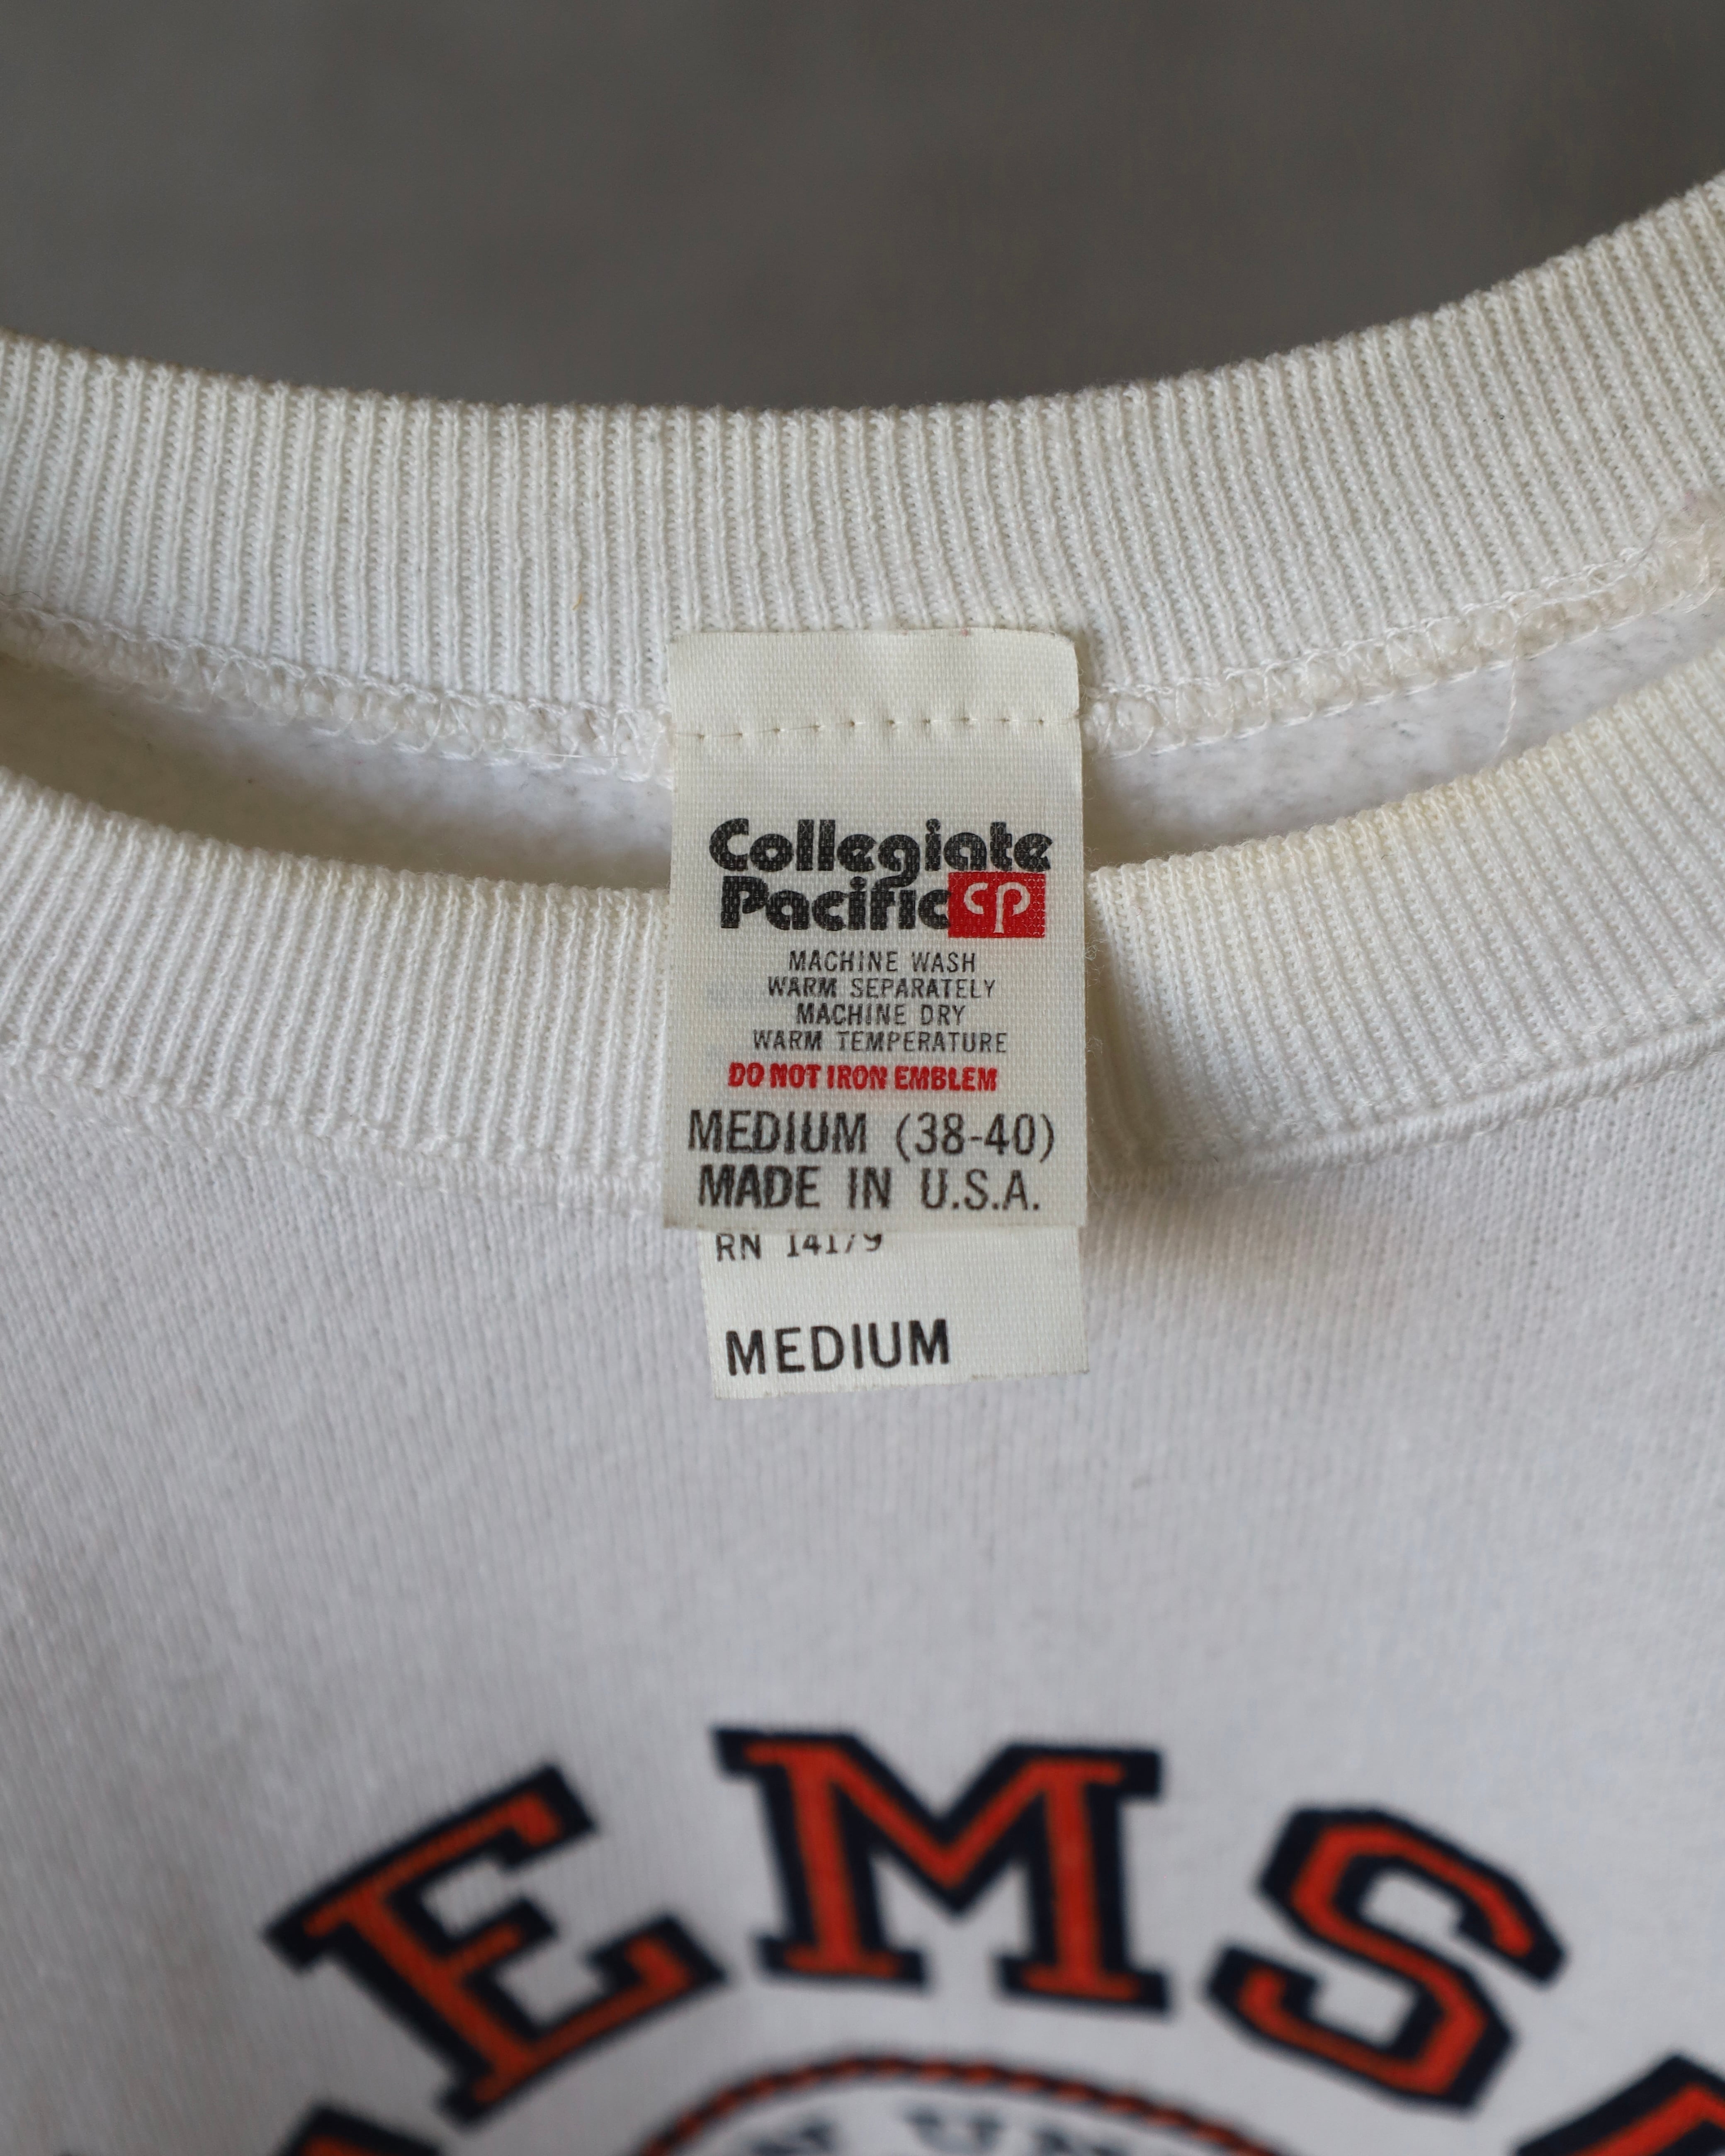 Collegiate
Pacific CP
MACHINE WASH
WARM SEPARATELY
MACHINE DRY
WARM TEMPERATURE
DO NOT IRON EMBLEM
MEDIUM (38-40)
MADE IN U.S.A.
RN 14179
MEDIUM
EMS